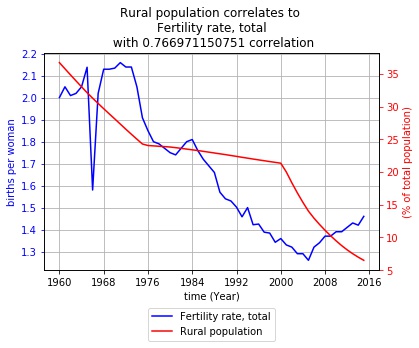 Rural population correlates to
Fertility rate, total
with 0.766971150751 correlation
2.2
2.1
2.0
1.9
1.8
1.7
1.6
1.5
1.4
1.3
births per woman
35
30
25
20
15
10
5
(% of total population)
1960 1968 1976 1984 1992 2000 2008 2016
time (Year)
Fertility rate, total
Rural population